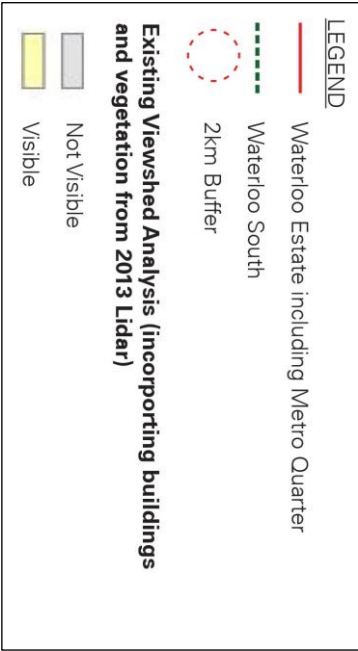 LEGEND
Waterloo Estate including Metro Quarter
Waterloo South
2km Buffer
Existing Viewshed Analysis (incorporting buildings
and vegetation from 2013 Lidar)
Not Visible
Visible